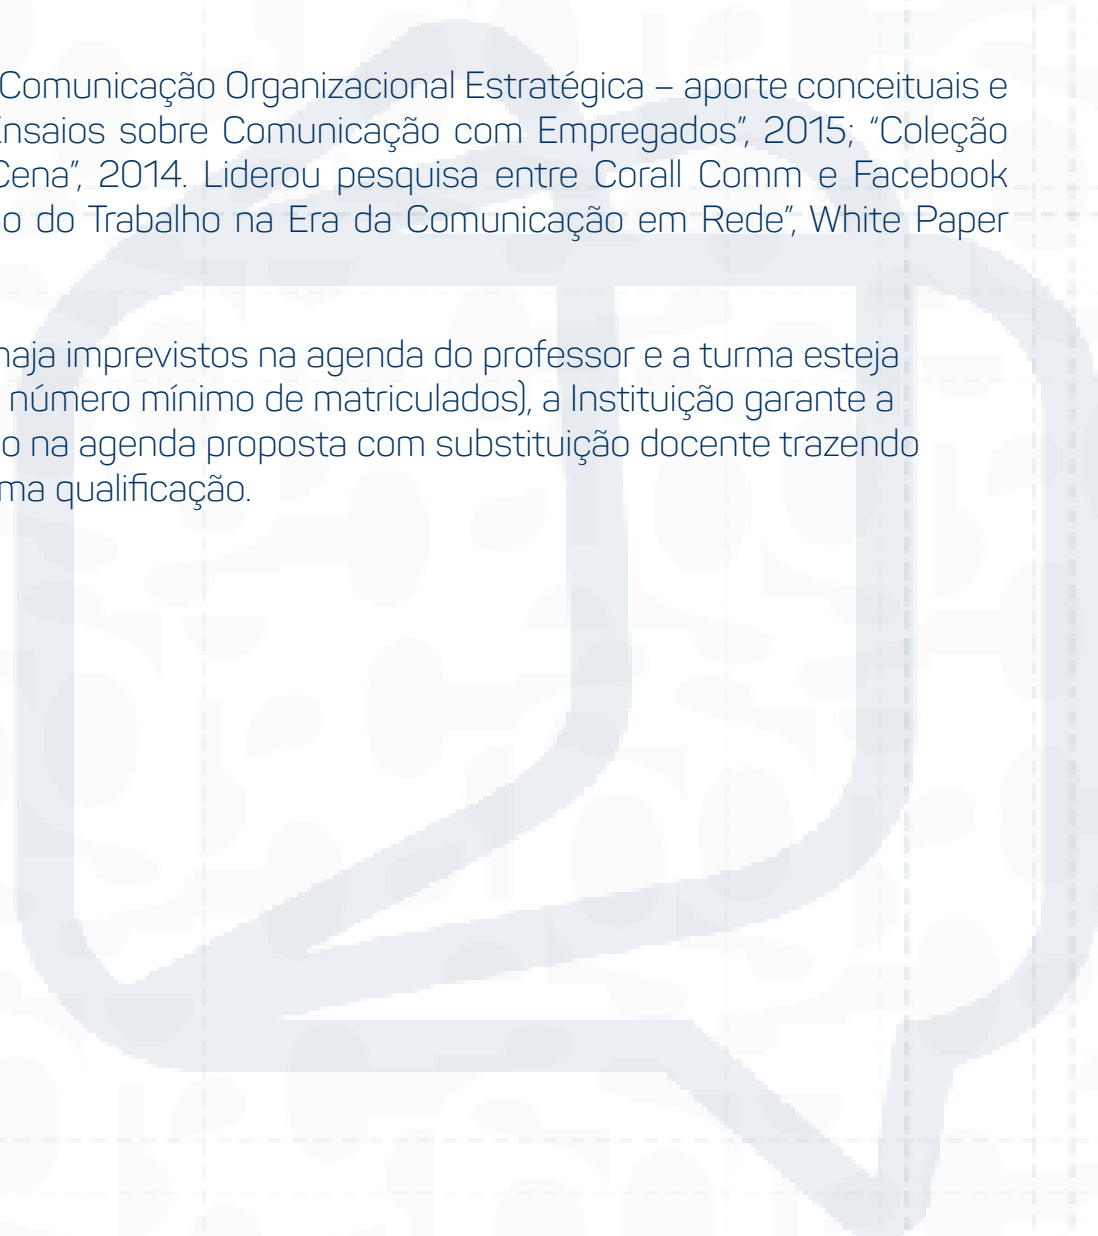 Comunicação Organizacional Estratégica – aporte conceituais e
Ensaios sobre Comunicação com Empregados”, 2015; “Coleção
Cena”, 2014. Liderou pesquisa entre Corall Comm e Facebook
do Trabalho na Era da Comunicação em Rede”, White Paper
haja imprevistos na agenda do professor e a turma esteja
número mínimo de matriculados), a Instituição garante a
na agenda proposta com substituição docente trazendo
qualificação.